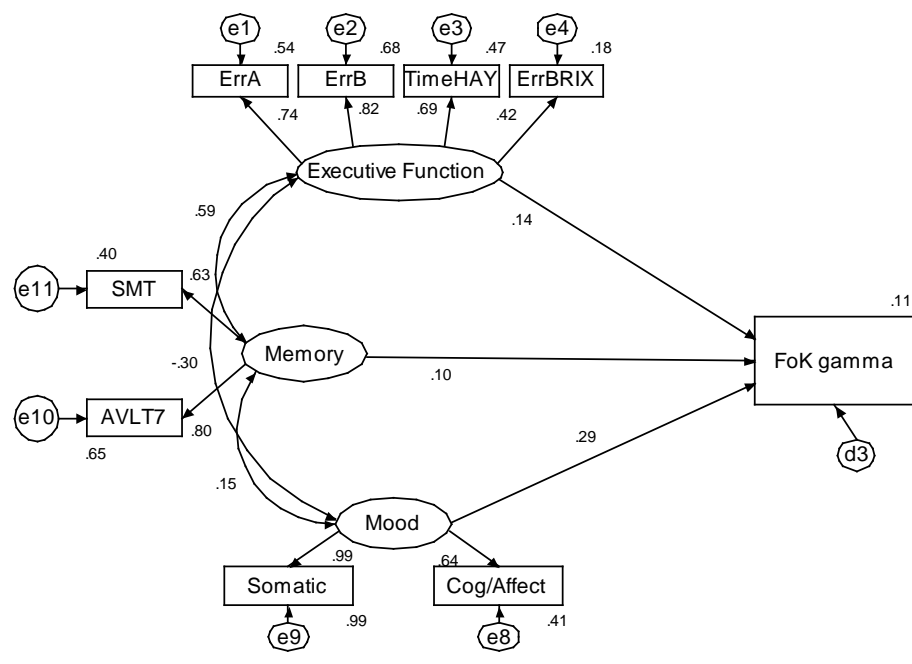 e1
e2
e3
e4
.54
.68
.47
.18
ErrA
ErrB
TimeHAY
ErrBRIX
.74
.82
.69
.42
Executive Function
.59
.14
.40
.63
e11
SMT
.11
Memory
FoK gamma
-.30
.10
e10
AVLT7
.80
.65
.29
d3
.15
Mood
.99
.64
Somatic
Cog/Affect
.99
.41
e9
e8